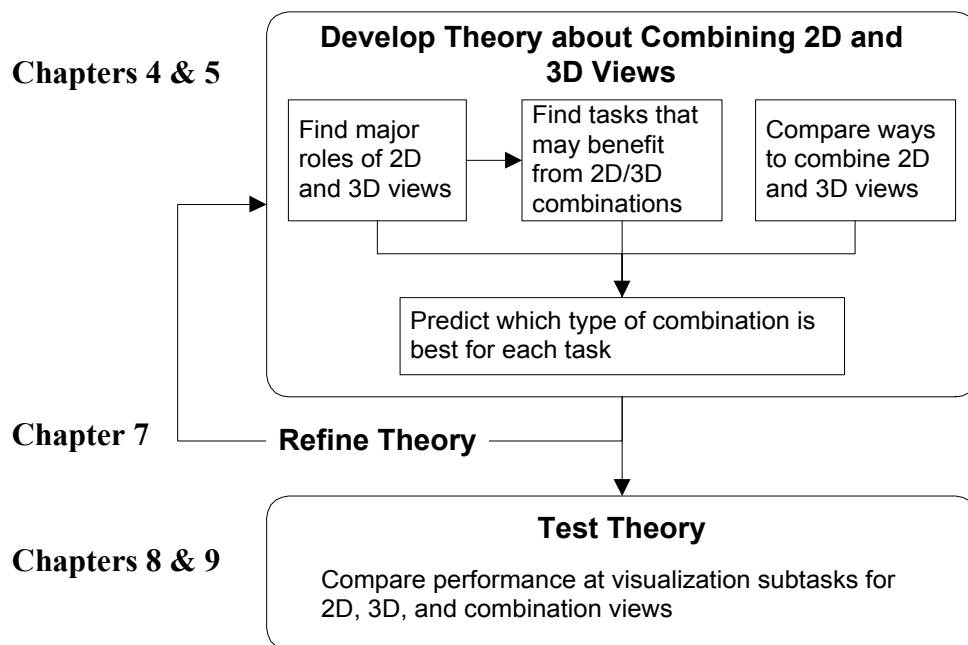 Develop Theory about Combining 2D and
3D Views
Chapters 4 & 5
Find major
roles of 2D
and 3D views
Find tasks that
may benefit
from 2D/3D
combinations
Compare ways
to combine 2D
and 3D views
Predict which type of combination is
best for each task
Chapter 7
Refine Theory
Test Theory
Chapters 8 & 9
Compare performance at visualization subtasks for
2D, 3D, and combination views